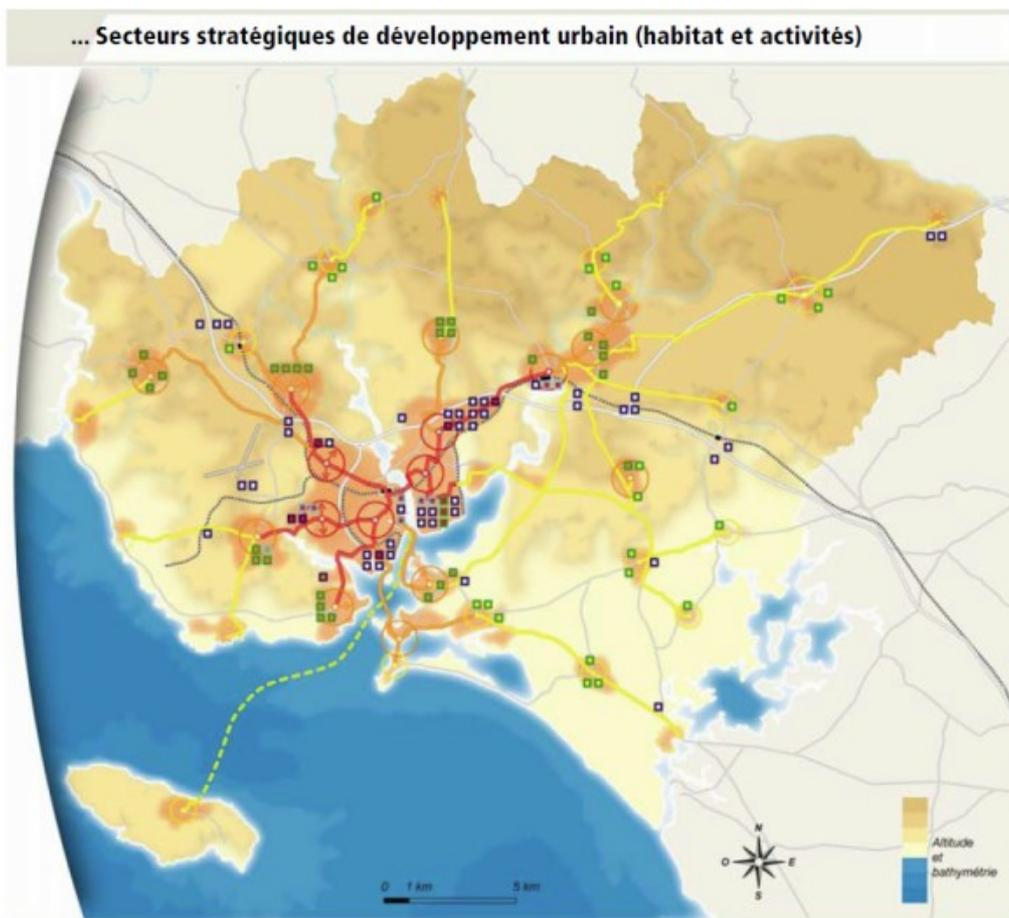 ... Secteurs stratégiques de développement urbain (habitat et activités)
N
O
E
S
Altitude
et
bathymétrie
0 1 km 5 km